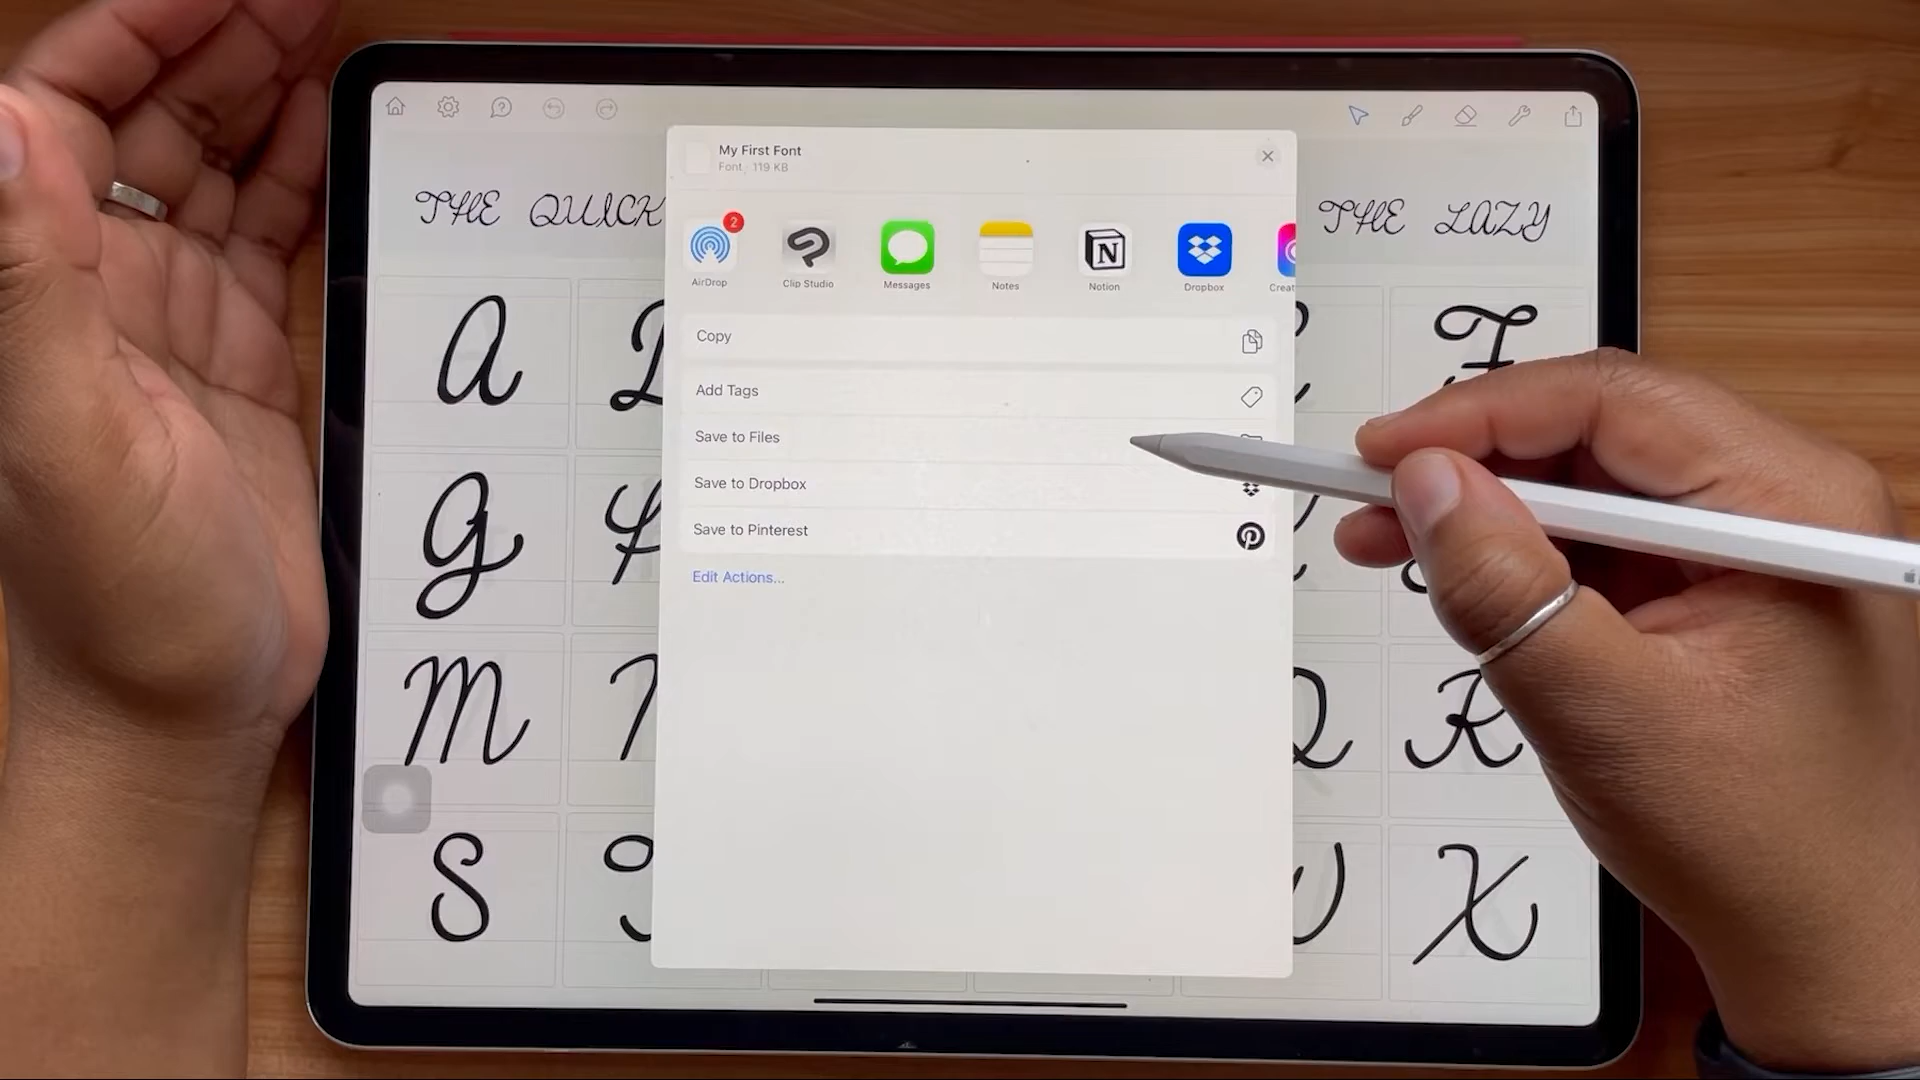 My First Font
Font · 119 KB
THE QUICK
THE LAZY
2
AirDrop
Clip Studio
Messages
Notes
Notion
Dropbox
Creat
Copy
Add Tags
Save to Files
Save to Dropbox
Save to Pinterest
Edit Actions...
A
F
G
M
Q
R
S
X